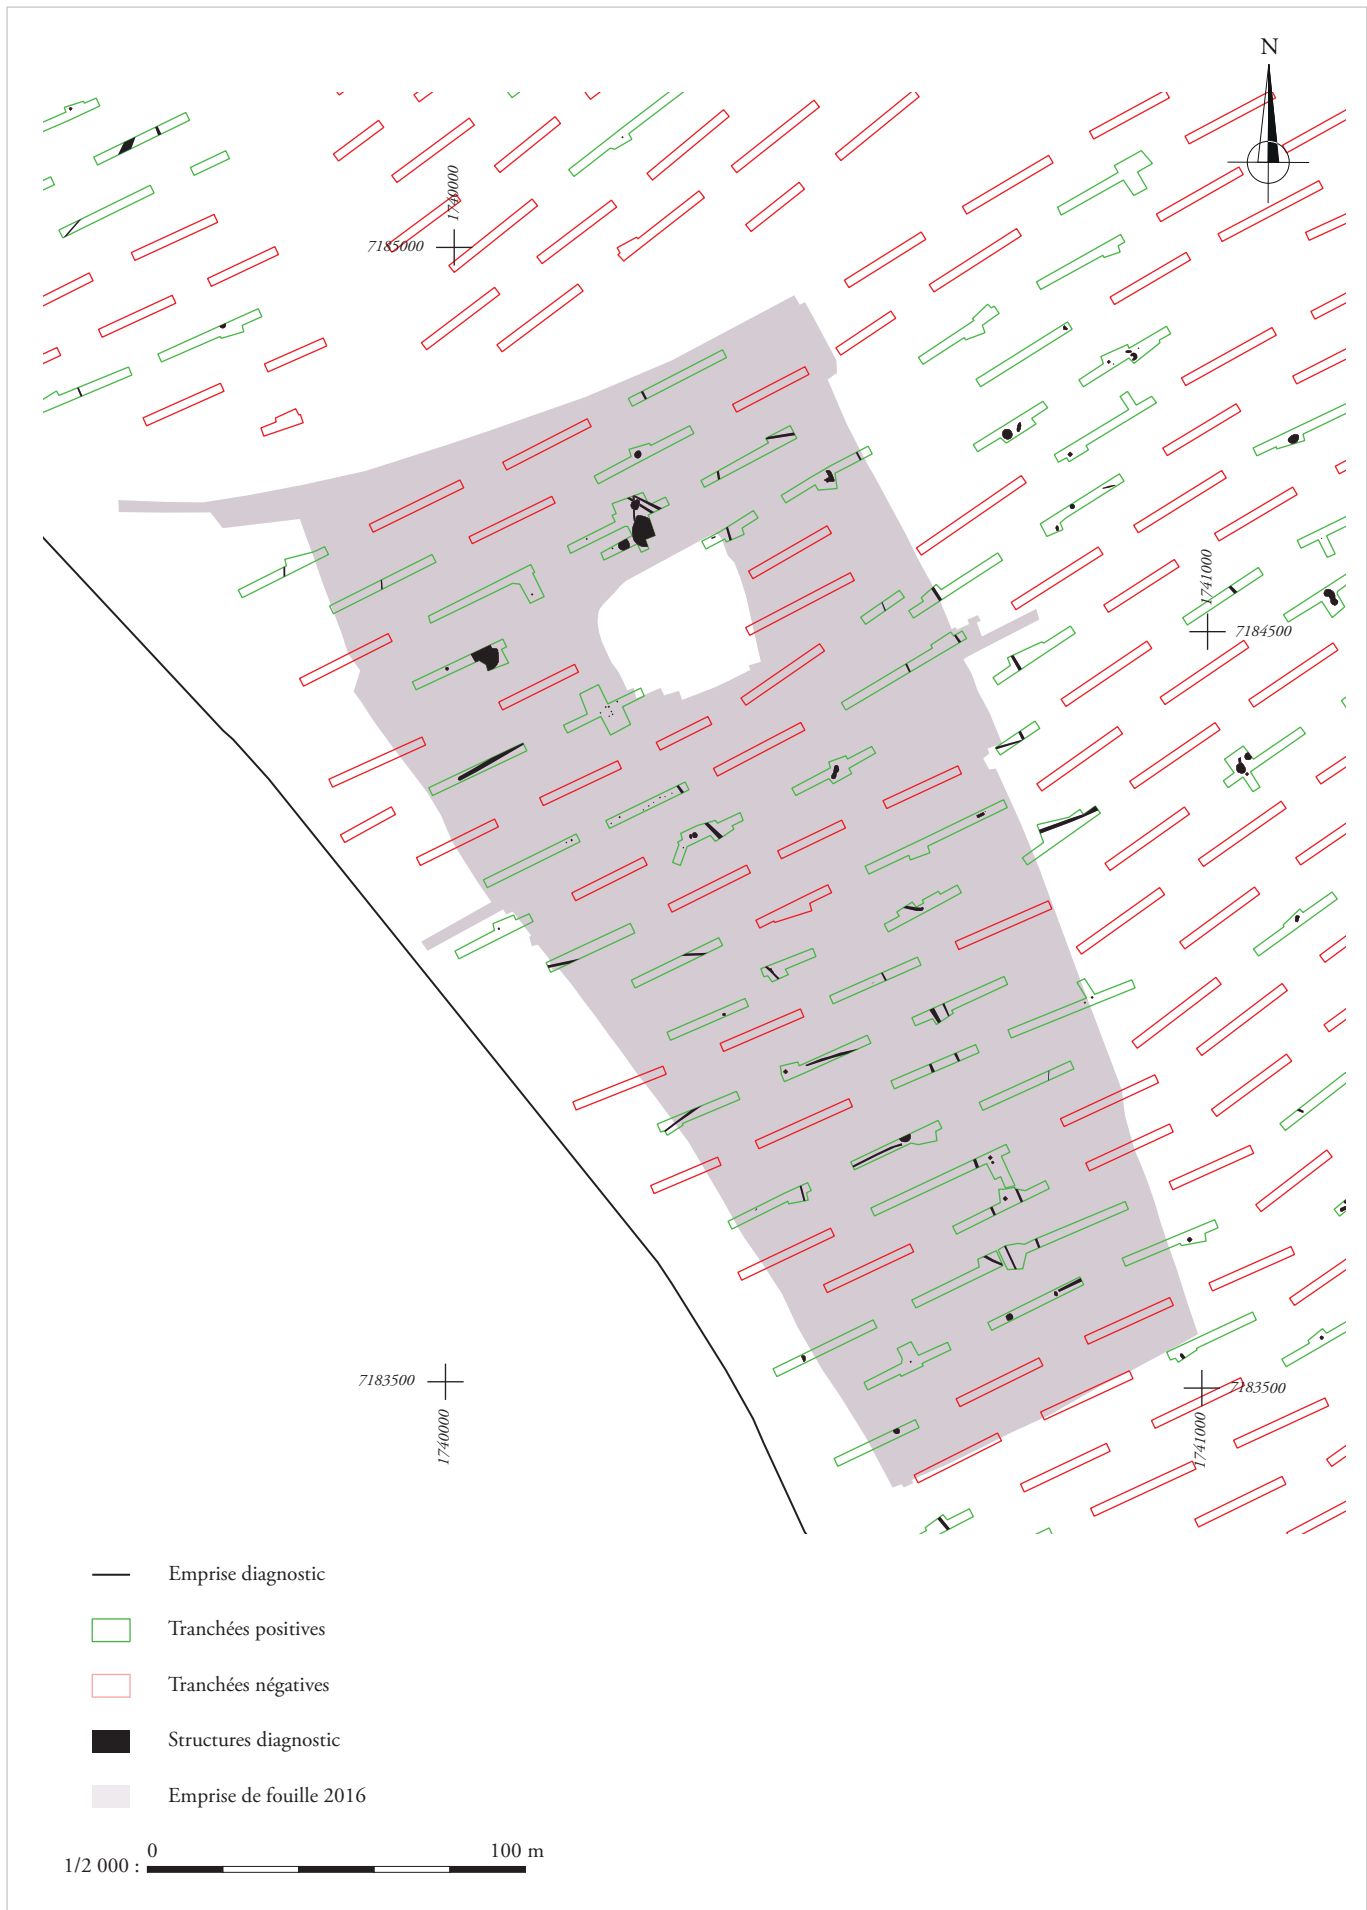 N
1740000
7185000
1741000
7184500
7183500
1740000
7183500
1741000
Emprise diagnostic
Tranchées positives
Tranchées négatives
Structures diagnostic
Emprise de fouille 2016
0 100 m
1/2 000 :